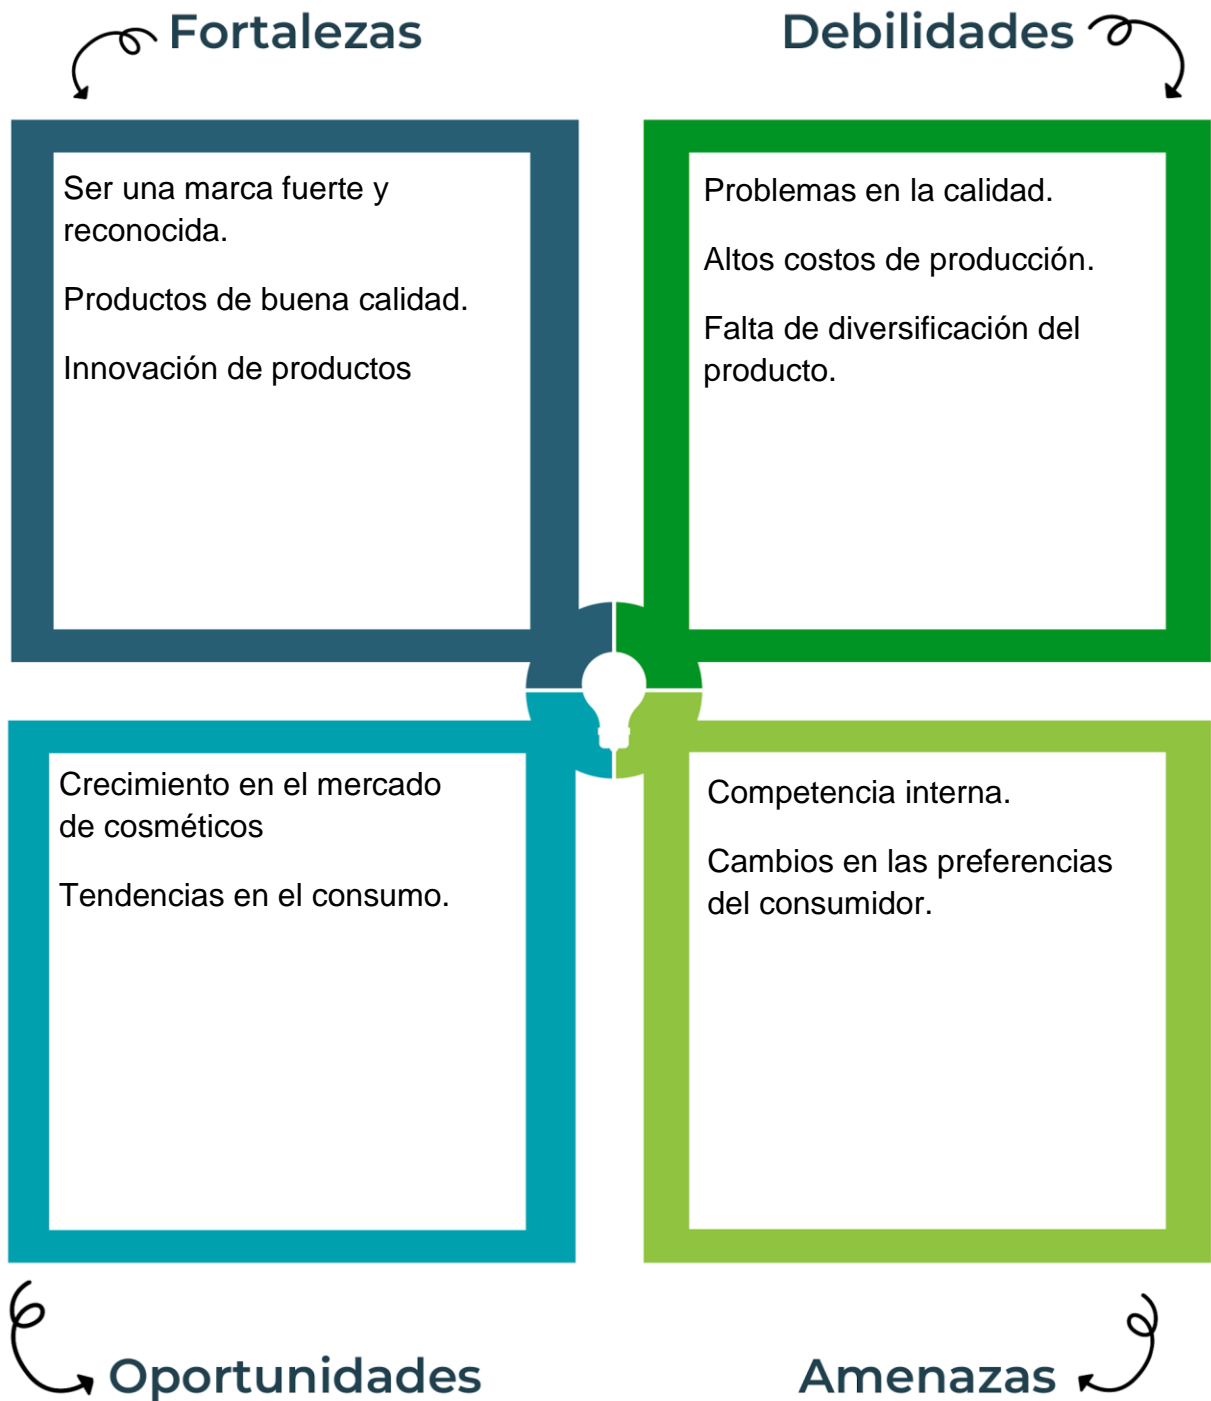 Fortalezas
Debilidades
Ser una marca fuerte y
reconocida.
Productos de buena calidad.
Innovación de productos
Problemas en la calidad.
Altos costos de producción.
Falta de diversificación del
producto.
Crecimiento en el mercado
de cosméticos
Tendencias en el consumo.
Competencia interna.
Cambios en las preferencias
del consumidor.
Oportunidades
Amenazas